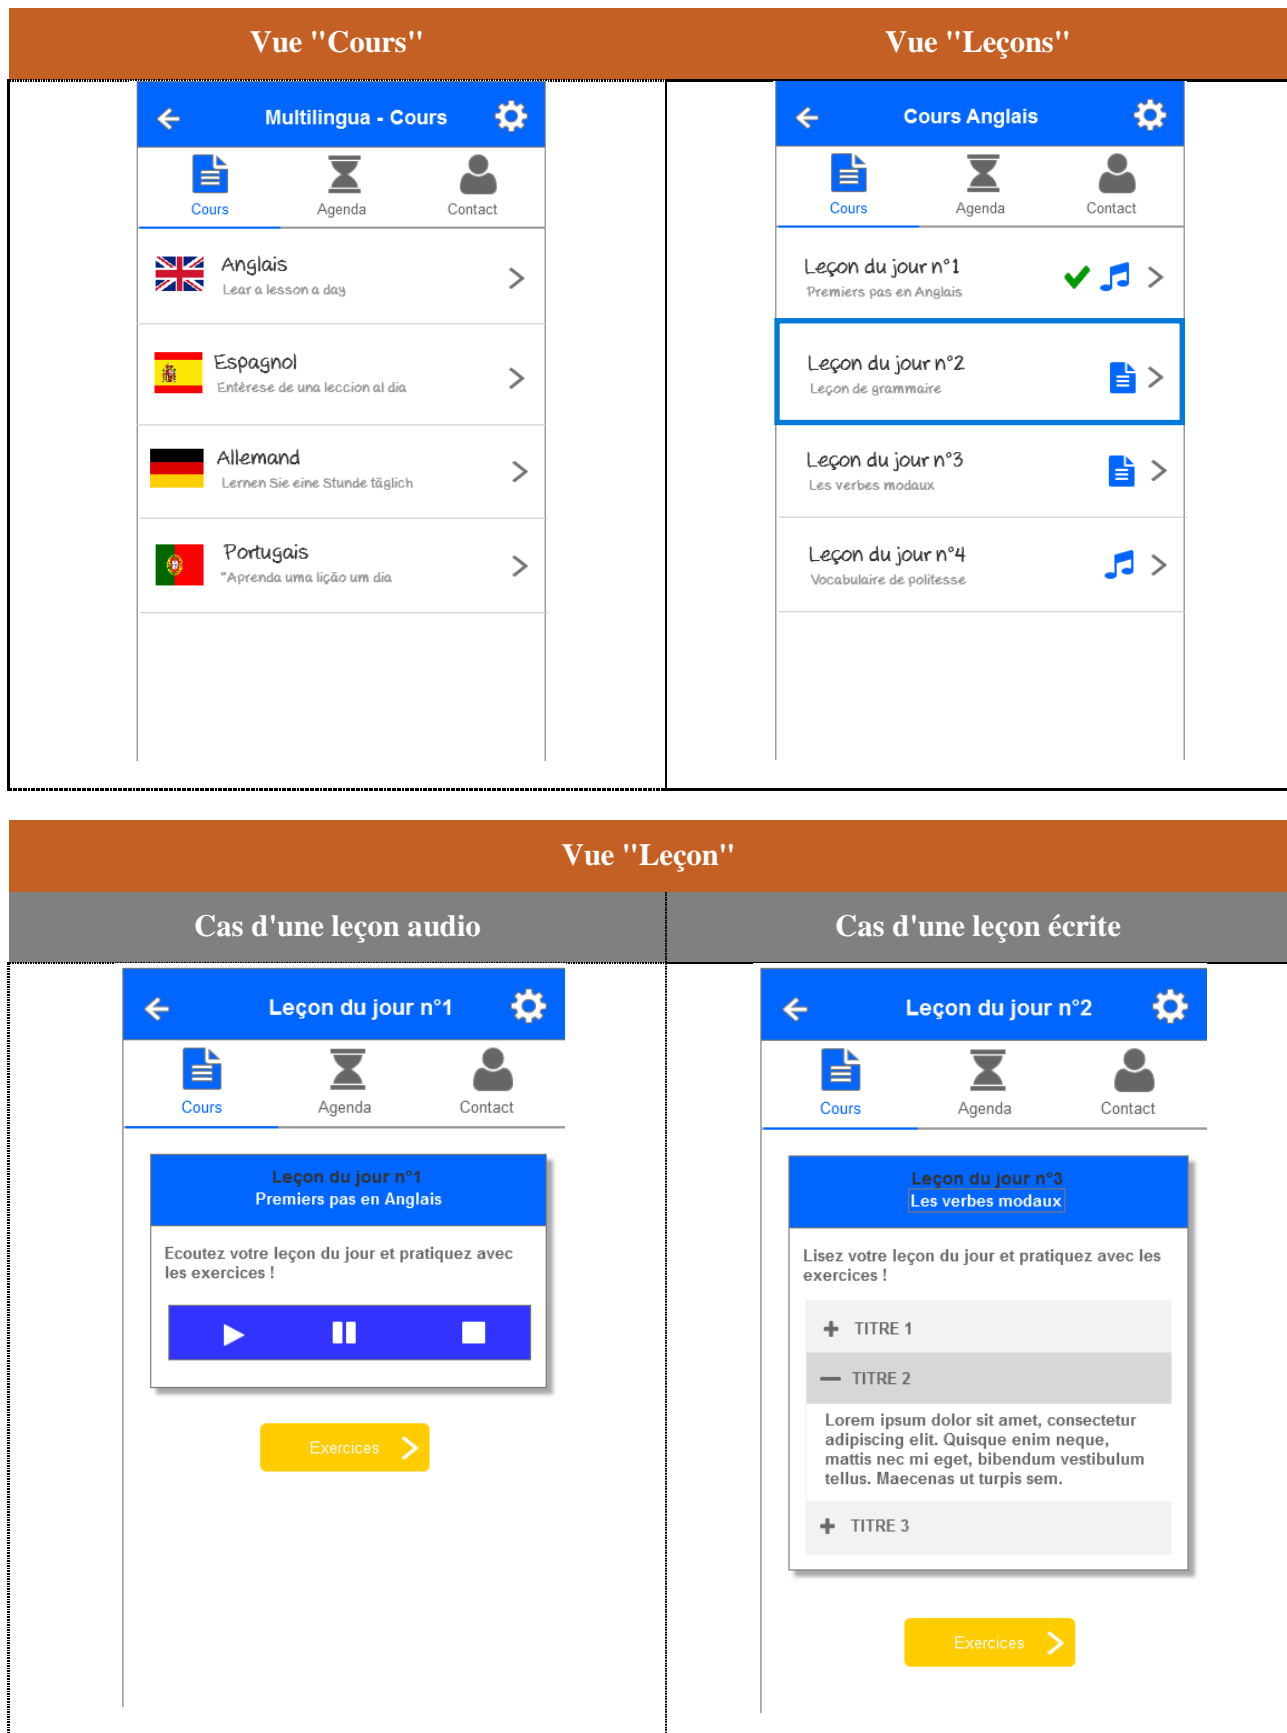 Vue "Cours"
Vue "Leçons"
Multilingua - Cours
Cours
Agenda
Contact
Anglais
Lear a lesson a day
Espagnol
Entérese de una leccion al dia
Allemand
Lernen Sie eine Stunde täglich
Portugais
"Aprenda uma lição um dia
Cours Anglais
Cours
Agenda
Contact
Leçon du jour n°1
Premiers pas en Anglais
Leçon du jour n°2
Leçon de grammaire
Leçon du jour n°3
Les verbes modaux
Leçon du jour n°4
Vocabulaire de politesse
Vue "Leçon"
Cas d'une leçon audio
Cas d'une leçon écrite
Leçon du jour n°1
Cours
Agenda
Contact
Leçon du jour n°1
Premiers pas en Anglais
Ecoutez votre leçon du jour et pratiquez avec
les exercices !
Exercices
Leçon du jour n°2
Cours
Agenda
Contact
Leçon du jour n°3
Les verbes modaux
Lisez votre leçon du jour et pratiquez avec les
exercices !
TITRE 1
TITRE 2
Lorem ipsum dolor sit amet, consectetur
adipiscing elit. Quisque enim neque,
mattis nec mi eget, bibendum vestibulum
tellus. Maecenas ut turpis sem.
TITRE 3
Exercices